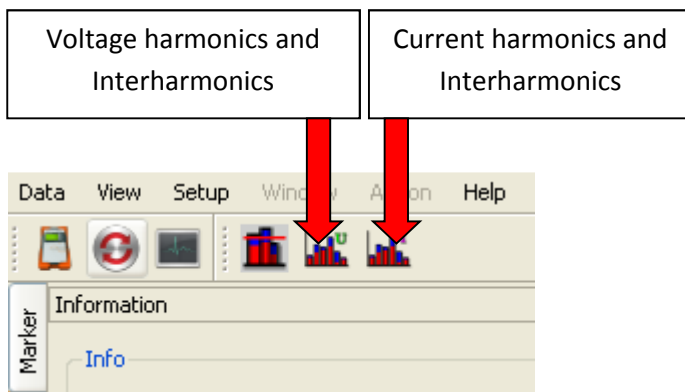 Voltage harmonics and
Interharmonics
Current harmonics and
Interharmonics
Data View Setup Help
U
Information
Marker
Info